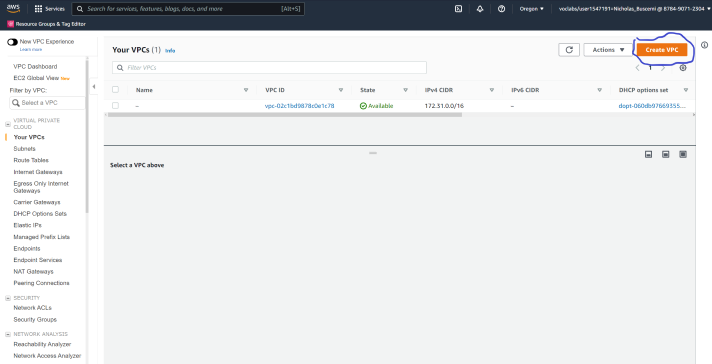 aws
Services
Search for services, features, blogs, docs, and more
[Alt+S]
Oregon
voclabs/user1547191=Nicholas_Buscemi @ 8784-9071-2304
Resource Groups & Tag Editor
New VPC Experience
Learn more
VPC Dashboard
EC2 Global View New
Filter by VPC:
Select a VPC
VIRTUAL PRIVATE
CLOUD
Your VPCs
Subnets
Route Tables
Internet Gateways
Egress Only Internet
Gateways
Carrier Gateways
DHCP Options Sets
Elastic IPs
Managed Prefix Lists
Endpoints
Endpoint Services
NAT Gateways
Peering Connections
SECURITY
Network ACLs
Security Groups
NETWORK ANALYSIS
Reachability Analyzer
Network Access Analyzer
Your VPCs (1) Info
Actions
Create VPC
Filter VPCs
1
Name
VPC ID
State
IPv4 CIDR
IPv6 CIDR
DHCP options set
–
vpc-02c1bd9878c0e1c78
Available
172.31.0.0/16
–
dopt-060db97669355....
Select a VPC above